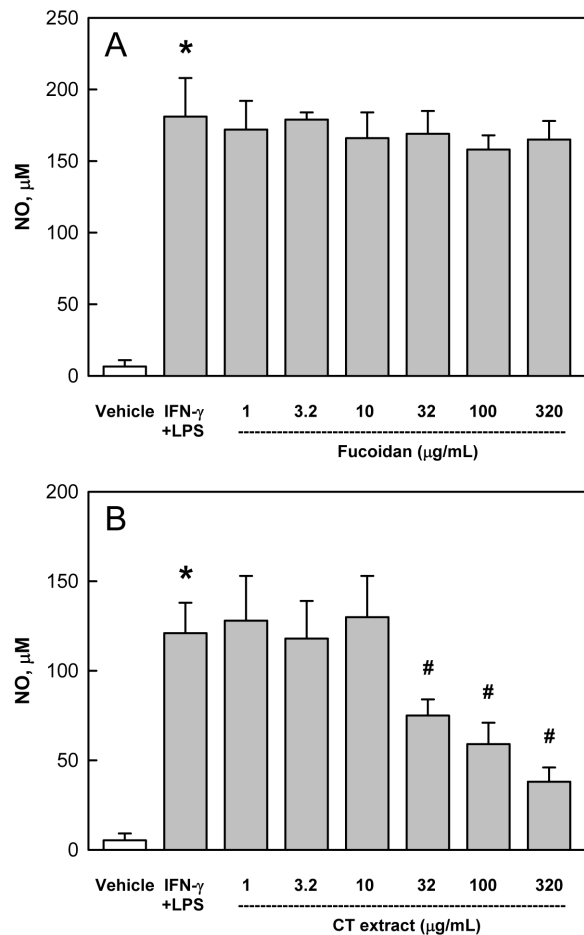 250
A
*
200
150
NO, μM
100
50
0
Vehicle IFN-γ 1 3.2 10 32 100 320
+LPS
Fucoidan (μg/mL)
200
B
*
150
NO, μM
100
# # #
50
0
Vehicle IFN-γ 1 3.2 10 32 100 320
+LPS
CT extract (μg/mL)